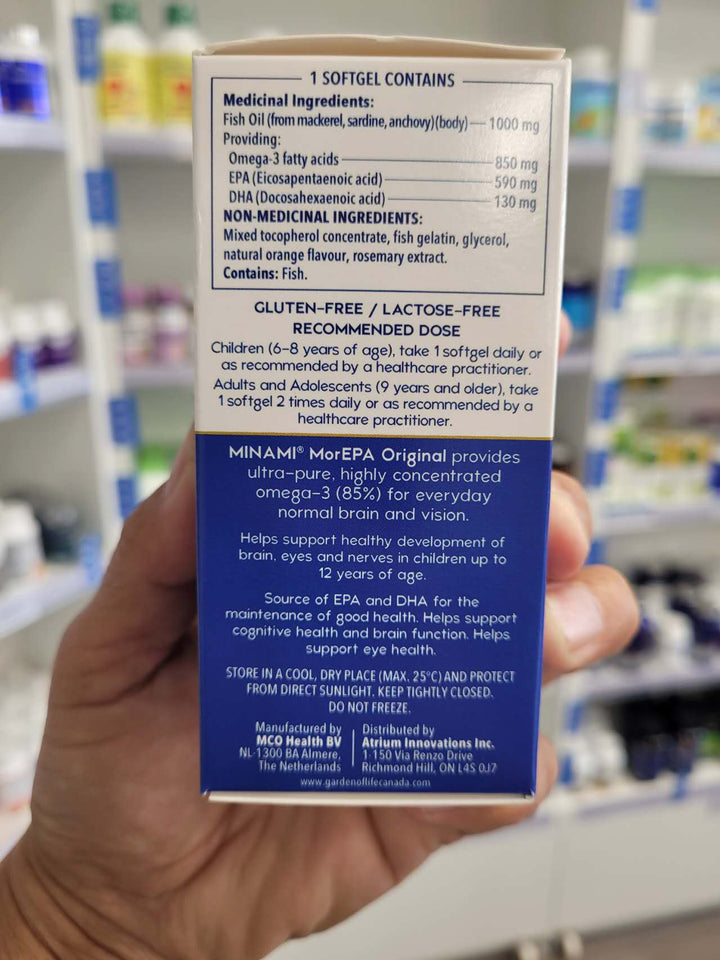 1 SOFTGEL CONTAINS
Medicinal Ingredients:
Fish Oil (from mackerel, sardine, anchovy)(body) 1000 mg
Providing:
Omega-3 fatty acids 850 mg
EPA (Eicosapentaenoic acid) 590 mg
DHA (Docosahexaenoic acid) 130 mg
NON-MEDICINAL INGREDIENTS:
Mixed tocopherol concentrate, fish gelatin, glycerol,
natural orange flavour, rosemary extract.
Contains: Fish.
GLUTEN-FREE / LACTOSE-FREE
RECOMMENDED DOSE
Children (6-8 years of age), take 1 softgel daily or
as recommended by a healthcare practitioner.
Adults and Adolescents (9 years and older), take
1 softgel 2 times daily or as recommended by a
healthcare practitioner.
MINAMI® MorEPA Original provides
ultra-pure, highly concentrated
omega-3 (85%) for everyday
normal brain and vision.
Helps support healthy development of
brain, eyes and nerves in children up to
12 years of age.
Source of EPA and DHA for the
maintenance of good health. Helps support
cognitive health and brain function. Helps
support eye health.
STORE IN A COOL, DRY PLACE (MAX. 25°C) AND PROTECT
FROM DIRECT SUNLIGHT. KEEP TIGHTLY CLOSED.
DO NOT FREEZE.
Manufactured by
MCO Health BV
NL-1300 BA Almere,
The Netherlands
Distributed by
Atrium Innovations Inc.
1-150 Via Renzo Drive
Richmond Hill, ON L4S 0J7
www.gardenoflifecanada.com